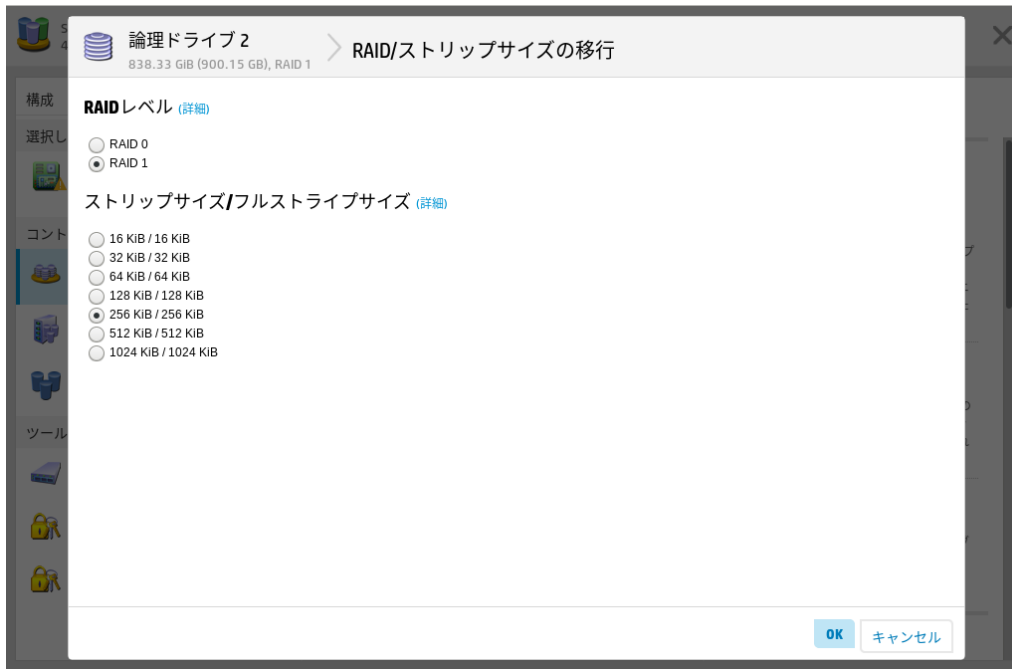 論理ドライブ 2
838.33 GiB (900.15 GB), RAID 1
RAID/ストリップサイズの移行
構成
RAIDレベル (詳細)
選択し
RAID 0
RAID 1
ストリップサイズ/フルストライプサイズ (詳細)
コント
16 KiB / 16 KiB
32 KiB / 32 KiB
64 KiB / 64 KiB
128 KiB / 128 KiB
256 KiB / 256 KiB
512 KiB / 512 KiB
1024 KiB / 1024 KiB
ツール
OK
キャンセル